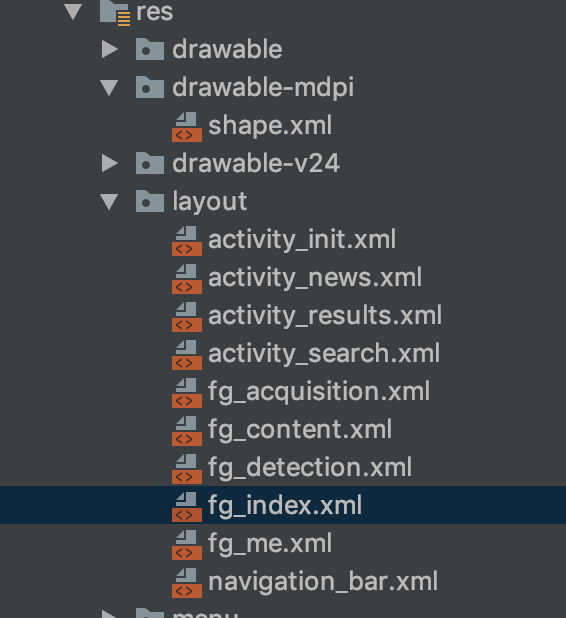 res
drawable
drawable-mdpi
shape.xml
drawable-v24
layout
activity_init.xml
activity_news.xml
activity_results.xml
activity_search.xml
fg_acquisition.xml
fg_content.xml
fg_detection.xml
fg_index.xml
fg_me.xml
navigation_bar.xml
menu